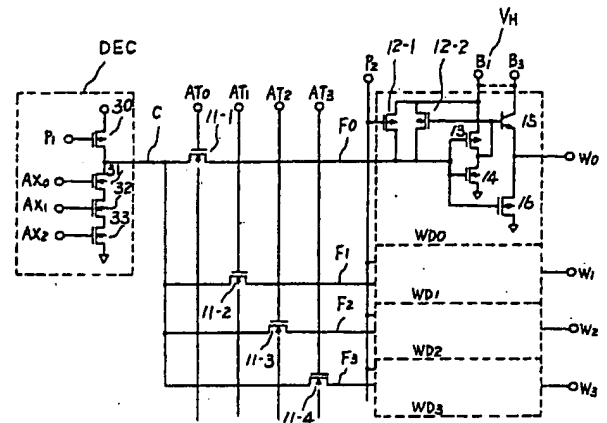 DEC
VH
P2
12-1
12-2
B1
B3
AT0
AT1
AT2
AT3
30
P1
C
11-1
F0
13
15
W0
AX0
31
14
AX1
32
16
AX2
33
WD0
F1
11-2
WD1
W1
F2
11-3
WD2
W2
F3
11-4
WD3
W3